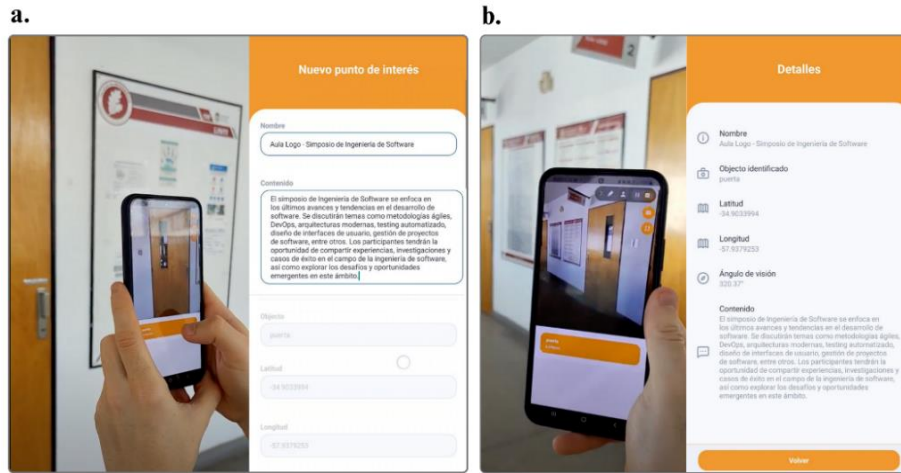 a.
b.
Nuevo punto de interés
Nombre
Aula Logo - Simposio de Ingeniería de Software
Contenido
El simposio de Ingeniería de Software se enfoca en
los últimos avances y tendencias en el desarrollo de
software. Se discutirán temas como metodologías ágiles,
DevOps, arquitecturas modernas, testing automatizado,
diseño de interfaces de usuario, gestión de proyectos
de software, entre otros. Los participantes tendrán la
oportunidad de compartir experiencias, investigaciones y
casos de éxito en el campo de la ingeniería de software,
así como explorar los desafíos y oportunidades
emergentes en este ámbito.
Objecto
puerta
Latitud
-34.9033994
Longitud
-57.9379253
2
puerta
Detalles
Nombre
Aula Logo - Simposio de Ingeniería de Software
Objecto identificado
puerta
Latitud
-34.9033994
Longitud
-57.9379253
Ángulo de visión
320.37°
Contenido
El simposio de Ingeniería de Software se enfoca en
los últimos avances y tendencias en el desarrollo de
software. Se discutirán temas como metodologías ágiles,
DevOps, arquitecturas modernas, testing automatizado,
diseño de interfaces de usuario, gestión de proyectos
de software, entre otros. Los participantes tendrán la
oportunidad de compartir experiencias, investigaciones y
casos de éxito en el campo de la ingeniería de software,
así como explorar los desafíos y oportunidades
emergentes en este ámbito.
Volver